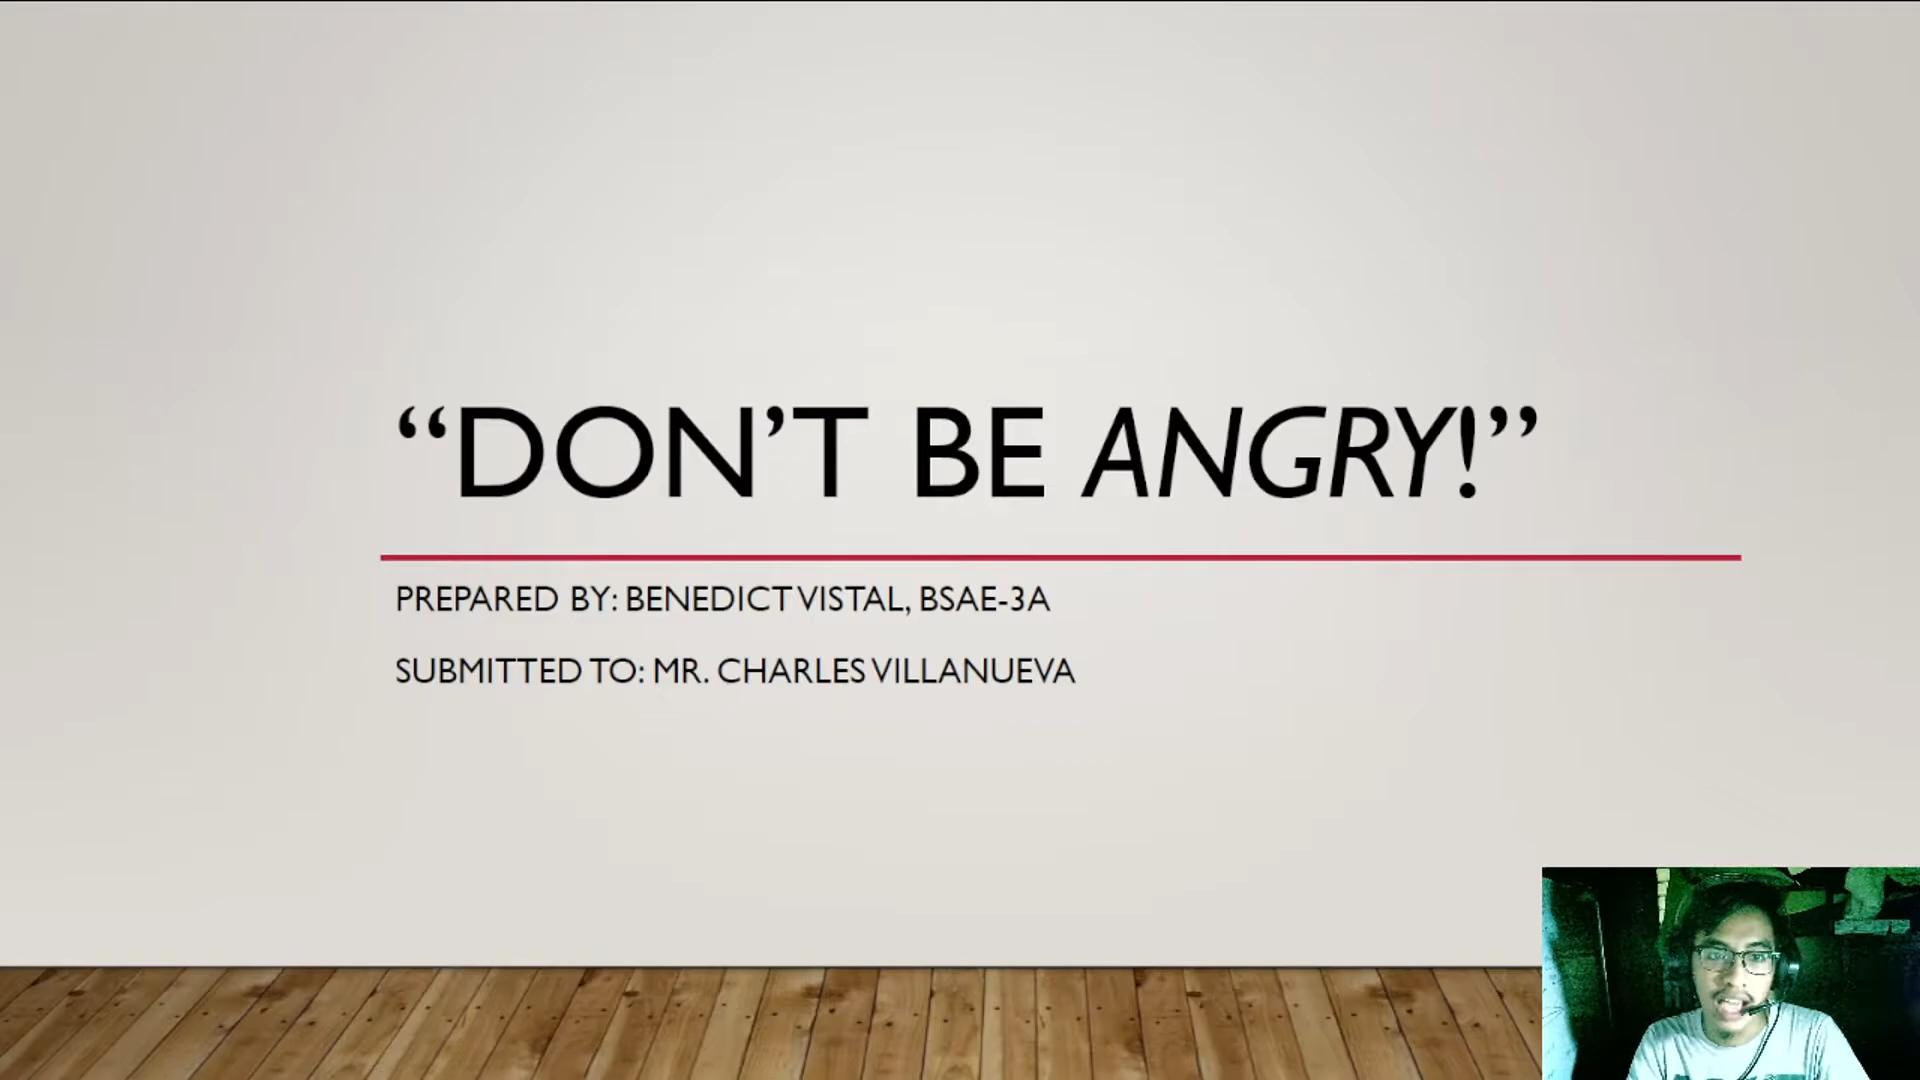 “DON’T BE ANGRY!”
PREPARED BY: BENEDICT VISTAL, BSAE-3A
SUBMITTED TO: MR. CHARLES VILLANUEVA